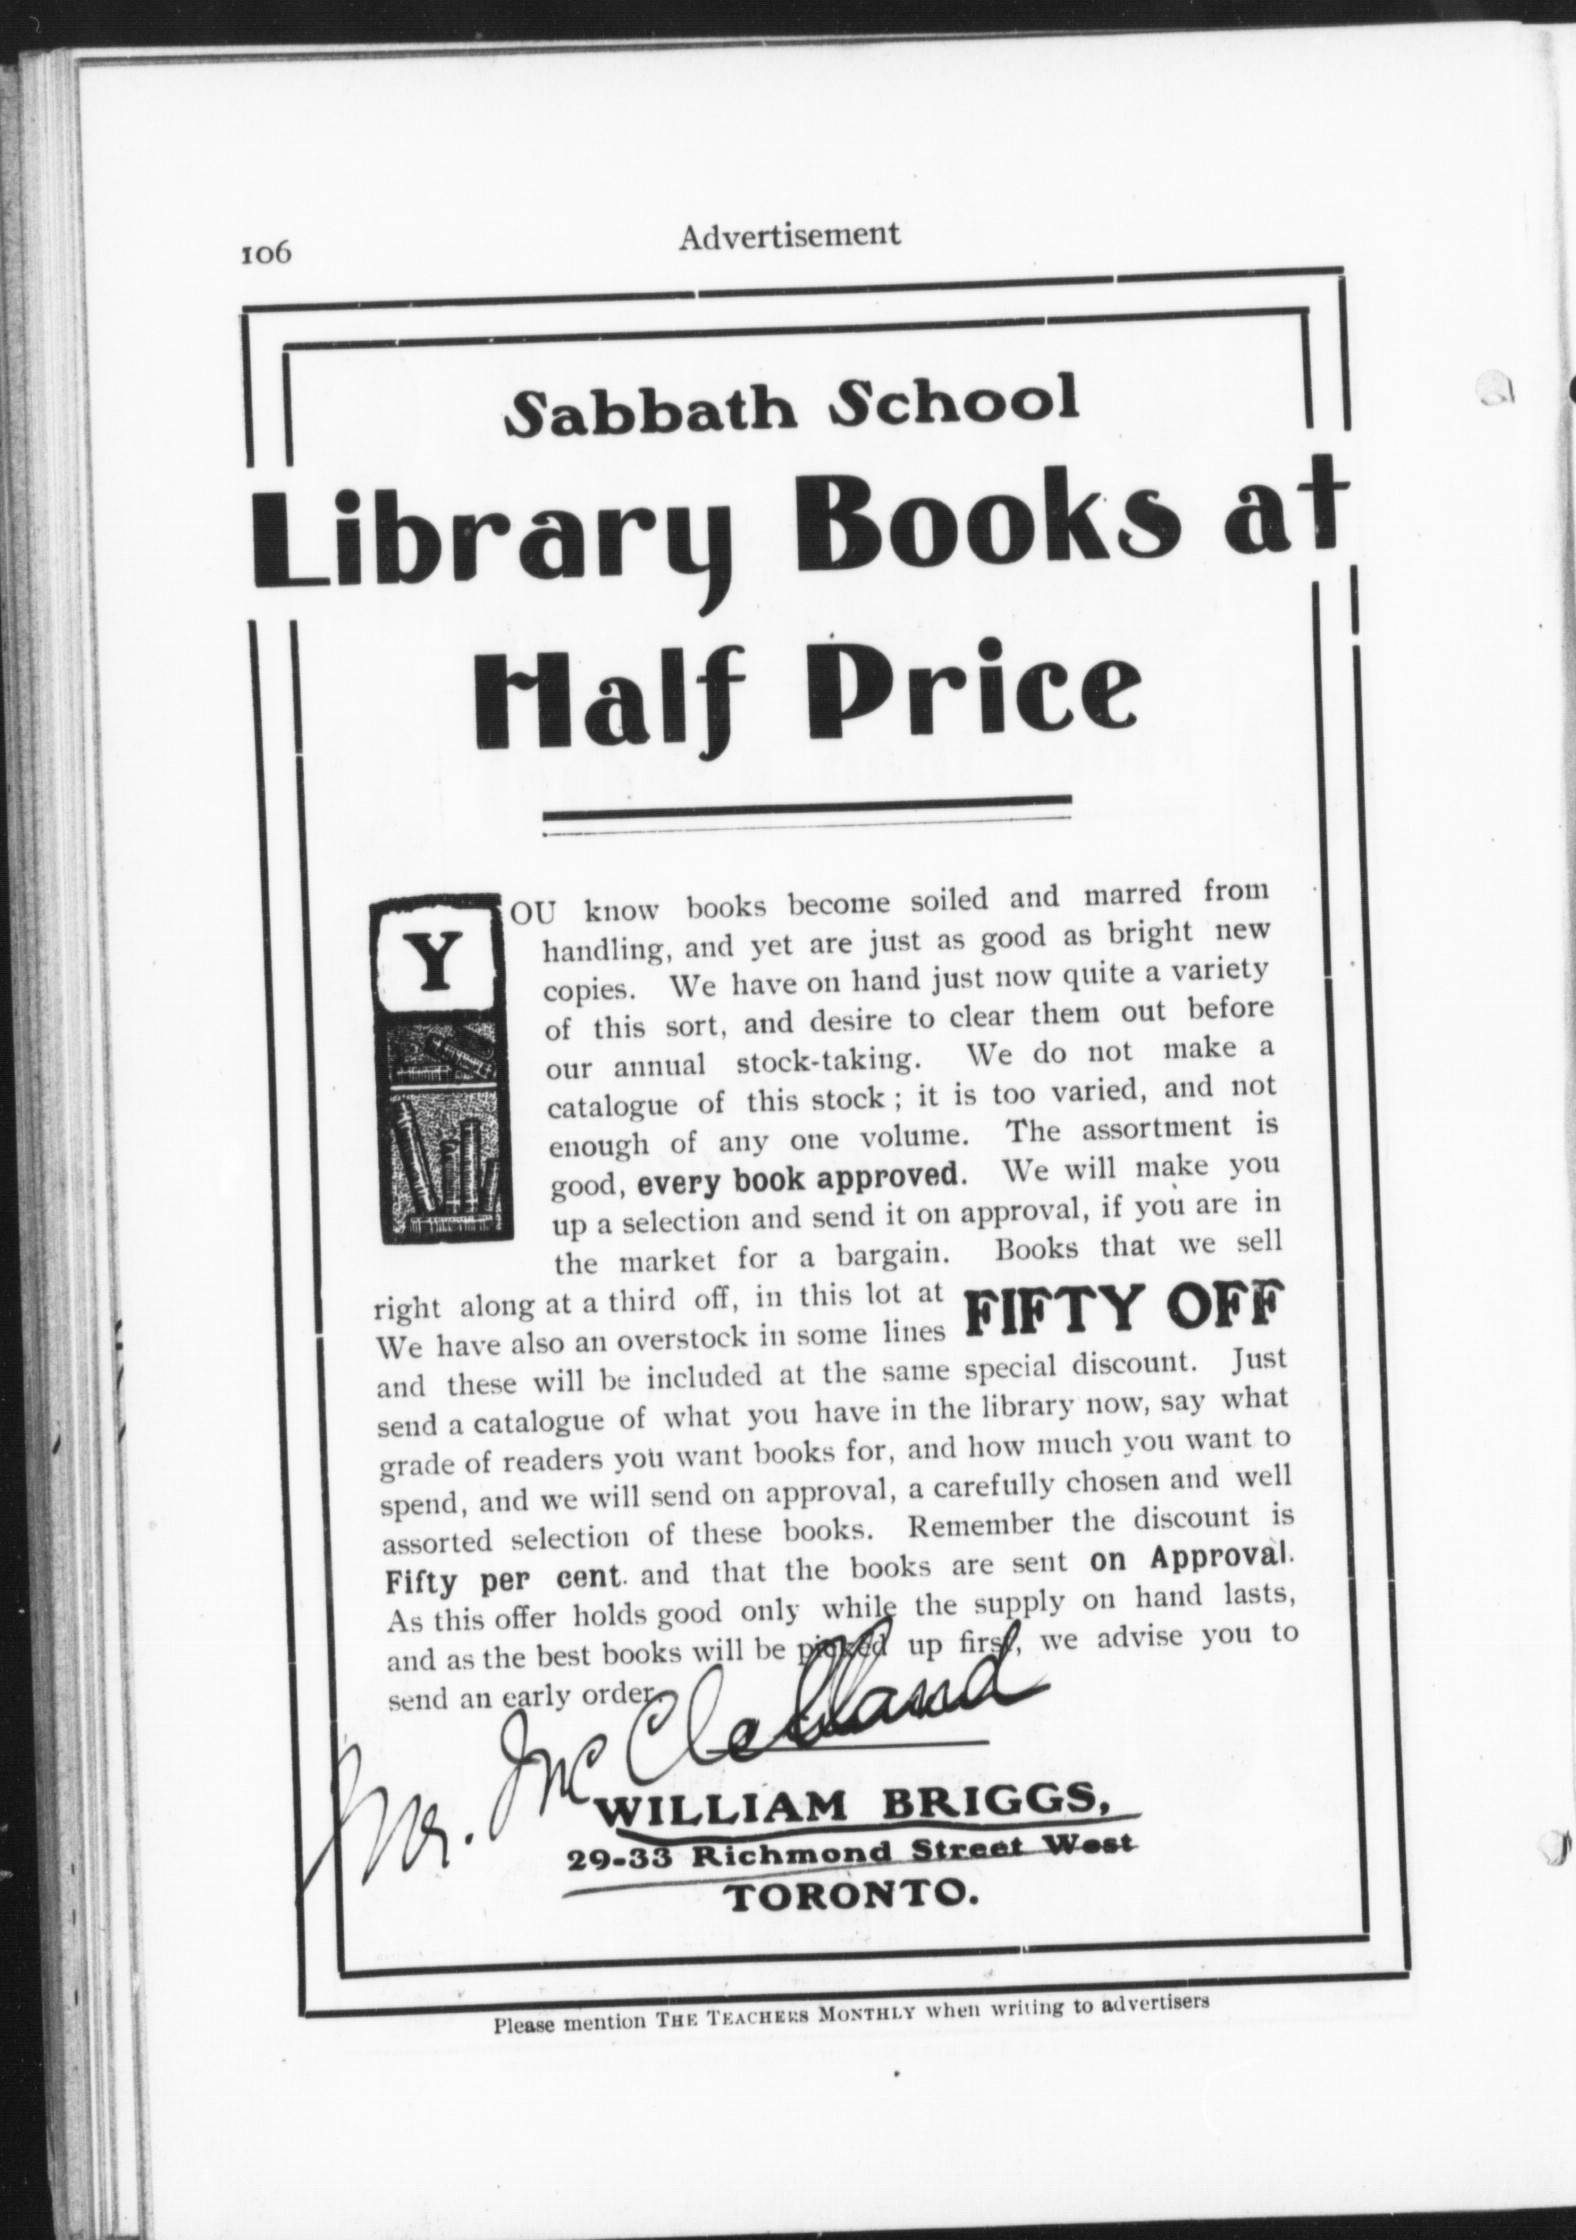 106
Advertisement
Sabbath School
Library Books at
Half Price
YOU know books become soiled and marred from
handling, and yet are just as good as bright new
copies. We have on hand just now quite a variety
of this sort, and desire to clear them out before
our annual stock-taking. We do not make a
catalogue of this stock; it is too varied, and not
enough of any one volume. The assortment is
good, every book approved. We will make you
up a selection and send it on approval, if you are in
the market for a bargain. Books that we sell
right along at a third off, in this lot at FIFTY OFF
We have also an overstock in some lines
and these will be included at the same special discount. Just
send a catalogue of what you have in the library now, say what
grade of readers you want books for, and how much you want to
spend, and we will send on approval, a carefully chosen and well
assorted selection of these books. Remember the discount is
Fifty per cent. and that the books are sent on Approval.
As this offer holds good only while the supply on hand lasts,
and as the best books will be picked up first, we advise you to
send an early order.
Mr. McClelland
WILLIAM BRIGGS,
29-33 Richmond Street West
TORONTO.
Please mention THE TEACHERS MONTHLY when writing to advertisers